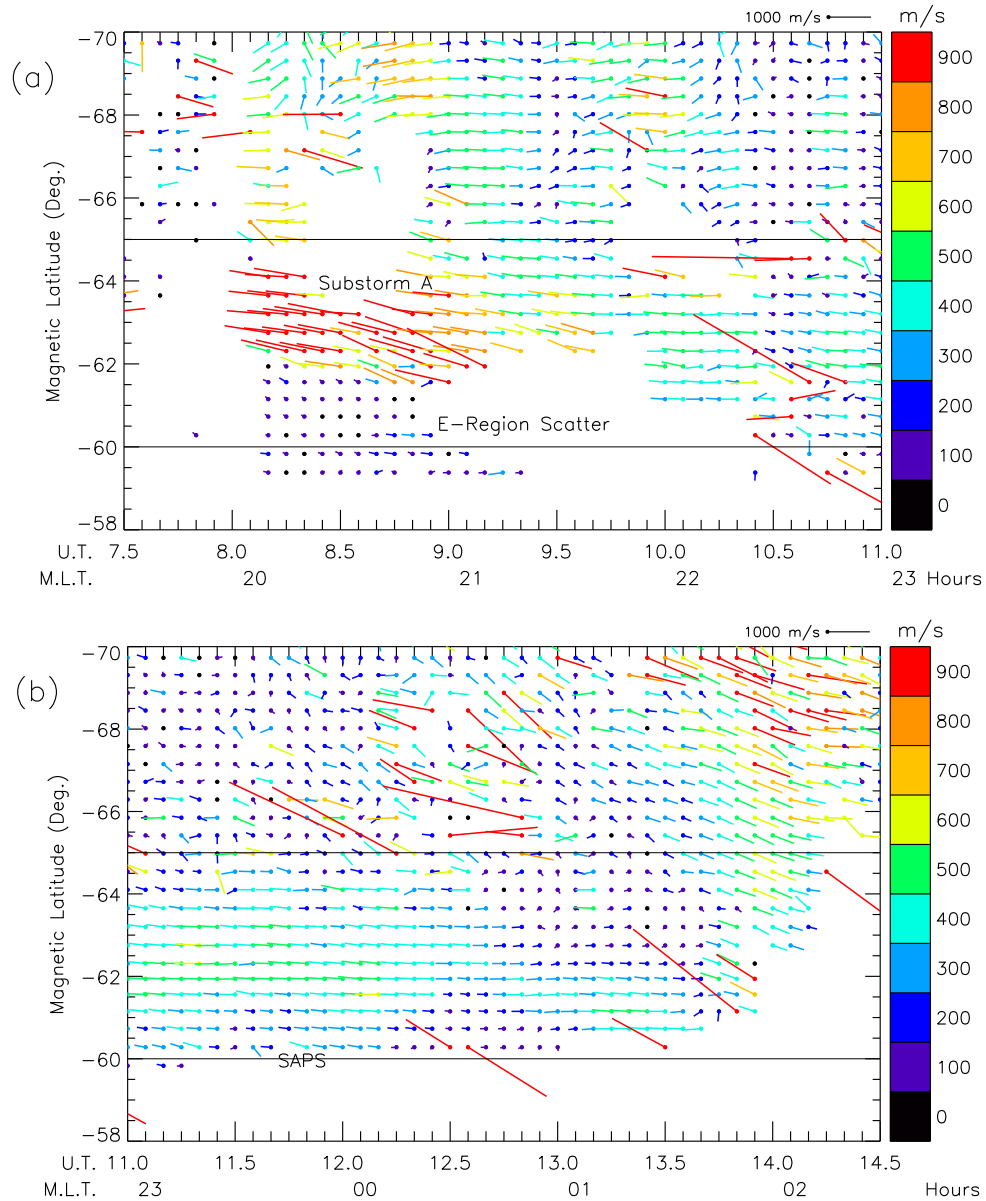 1000 m/s
m/s
(a)
−70
−68
−66
−64
−62
−60
−58
Magnetic Latitude (Deg.)
Substorm A
E−Region Scatter
900
800
700
600
500
400
300
200
100
0
U.T. 7.5 8.0 8.5 9.0 9.5 10.0 10.5 11.0
M.L.T. 20 21 22 23 Hours
1000 m/s
m/s
(b)
−70
−68
−66
−64
−62
−60
−58
Magnetic Latitude (Deg.)
SAPS
900
800
700
600
500
400
300
200
100
0
U.T. 11.0 11.5 12.0 12.5 13.0 13.5 14.0 14.5
M.L.T. 23 00 01 02 Hours